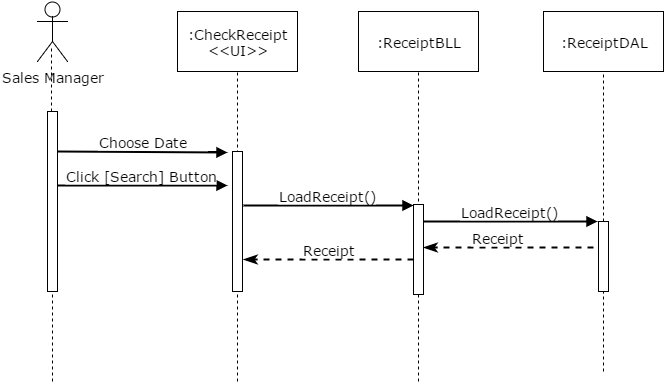 :CheckReceipt
<<UI>>
:ReceiptBLL
:ReceiptDAL
Sales Manager
Choose Date
Click [Search] Button
LoadReceipt()
LoadReceipt()
Receipt
Receipt